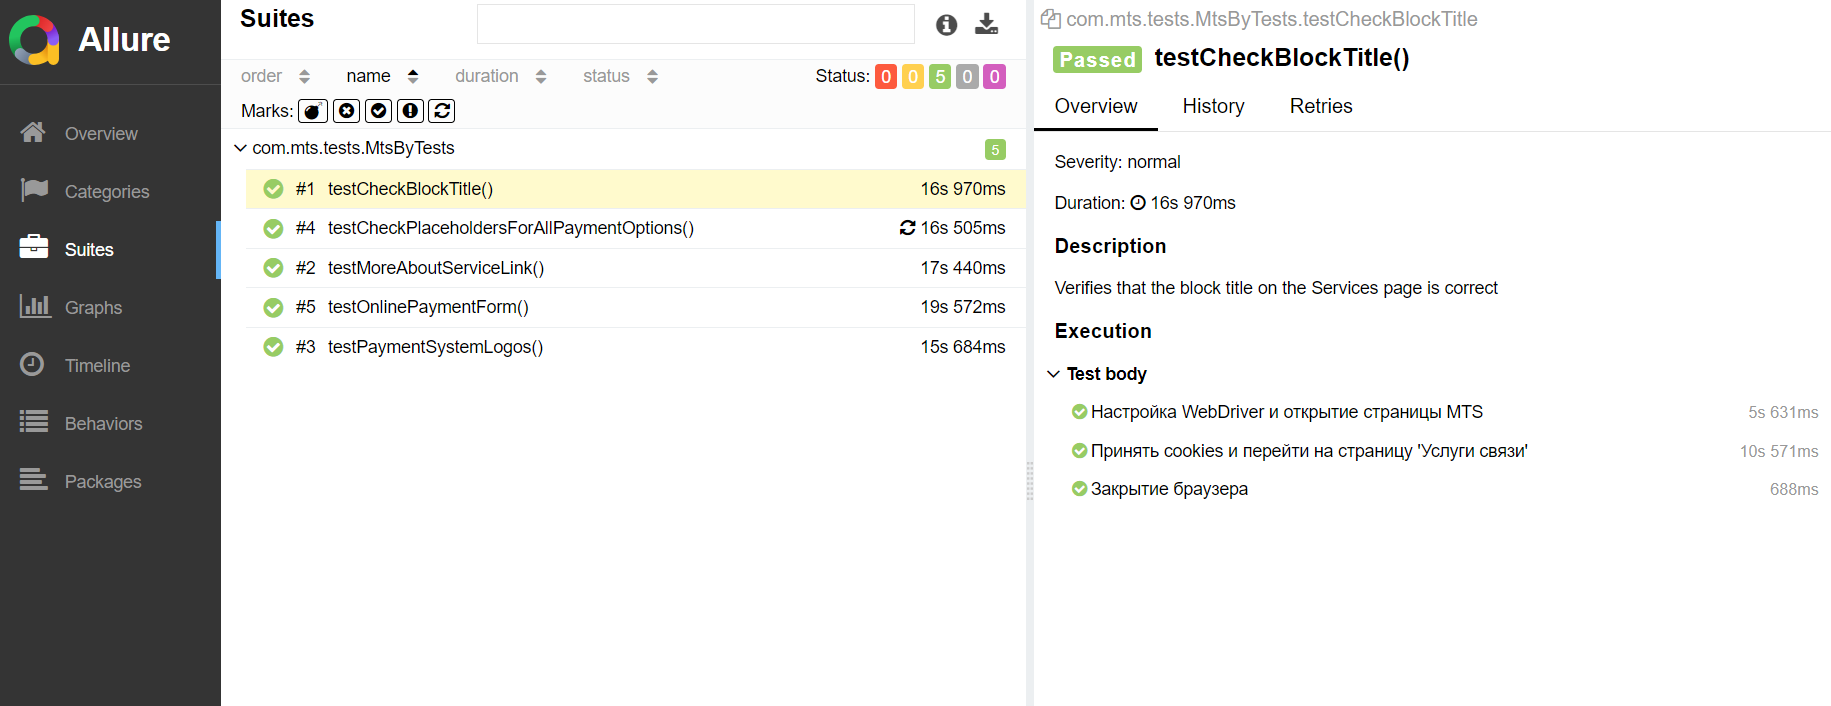 Allure
Overview
Categories
Suites
Graphs
Timeline
Behaviors
Packages
Suites
order name duration status Status: 0 0 5 0 0
Marks:
com.mts.tests.MtsByTests 5
#1 testCheckBlockTitle() 16s 970ms
#4 testCheckPlaceholdersForAllPaymentOptions() 16s 505ms
#2 testMoreAboutServiceLink() 17s 440ms
#5 testOnlinePaymentForm() 19s 572ms
#3 testPaymentSystemLogos() 15s 684ms
com.mts.tests.MtsByTests.testCheckBlockTitle
Passed testCheckBlockTitle()
Overview History Retries
Severity: normal
Duration: 16s 970ms
Description
Verifies that the block title on the Services page is correct
Execution
Test body
Настройка WebDriver и открытие страницы MTS 5s 631ms
Принять cookies и перейти на страницу 'Услуги связи' 10s 571ms
Закрытие браузера 688ms